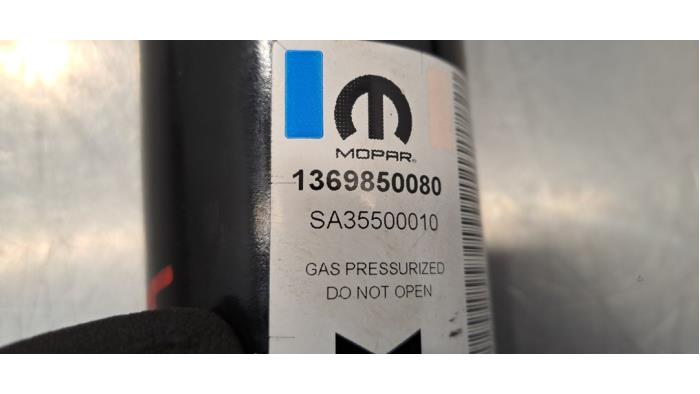 MOPAR®
1369850080
SA35500010
GAS PRESSURIZED
DO NOT OPEN